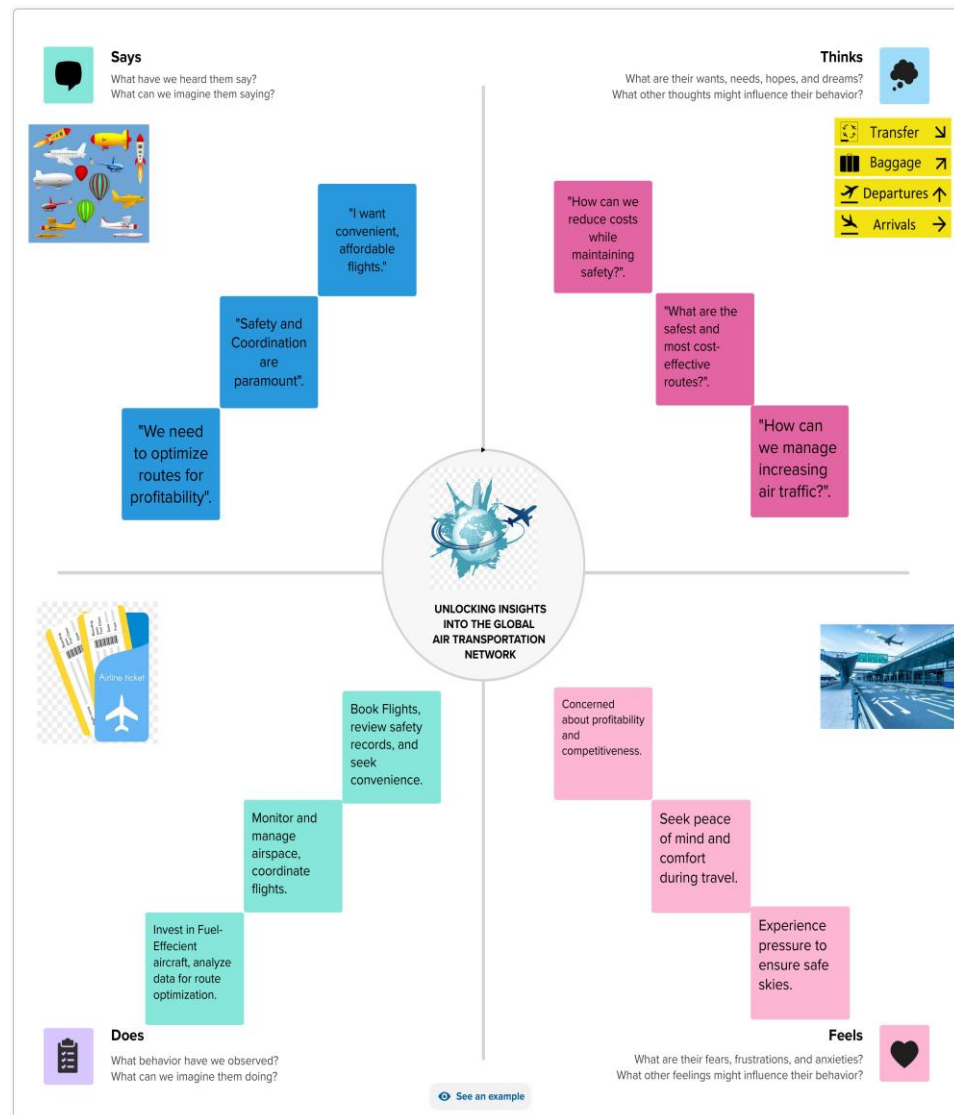 Says
What have we heard them say?
What can we imagine them saying?
Thinks
What are their wants, needs, hopes, and dreams?
What other thoughts might influence their behavior?
Transfer
Baggage
Departures
Arrivals
"I want
convenient,
affordable
flights."
"Safety and
Coordination
are
paramount".
"We need
to optimize
routes for
profitability".
"How can we
reduce costs
while
maintaining
safety?".
"What are the
safest and
most cost-
effective
routes?".
"How can
we manage
increasing
air traffic?".
UNLOCKING INSIGHTS
INTO THE GLOBAL
AIR TRANSPORTATION
NETWORK
Airline ticket
Book Flights,
review safety
records, and
seek
convenience.
Monitor and
manage
airspace,
coordinate
flights.
Invest in Fuel-
Effecient
aircraft, analyze
data for route
optimization.
Concerned
about profitability
and
competitiveness.
Seek peace
of mind and
comfort
during travel.
Experience
pressure to
ensure safe
skies.
Does
What behavior have we observed?
What can we imagine them doing?
Feels
What are their fears, frustrations, and anxieties?
What other feelings might influence their behavior?
See an example